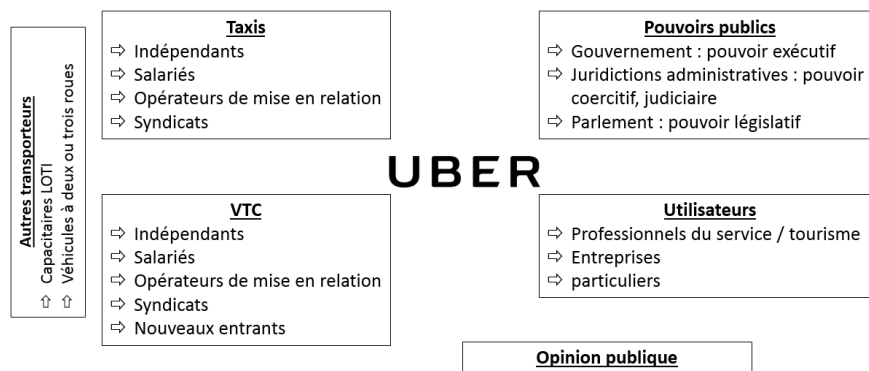 Taxis
Indépendants
Salariés
Opérateurs de mise en relation
Syndicats
Pouvoirs publics
Gouvernement : pouvoir exécutif
Juridictions administratives : pouvoir
coercitif, judiciaire
Parlement : pouvoir législatif
Autres transporteurs
Capacitaires LOTI
Véhicules à deux ou trois roues
UBER
VTC
Indépendants
Salariés
Opérateurs de mise en relation
Syndicats
Nouveaux entrants
Utilisateurs
Professionnels du service / tourisme
Entreprises
particuliers
Opinion publique